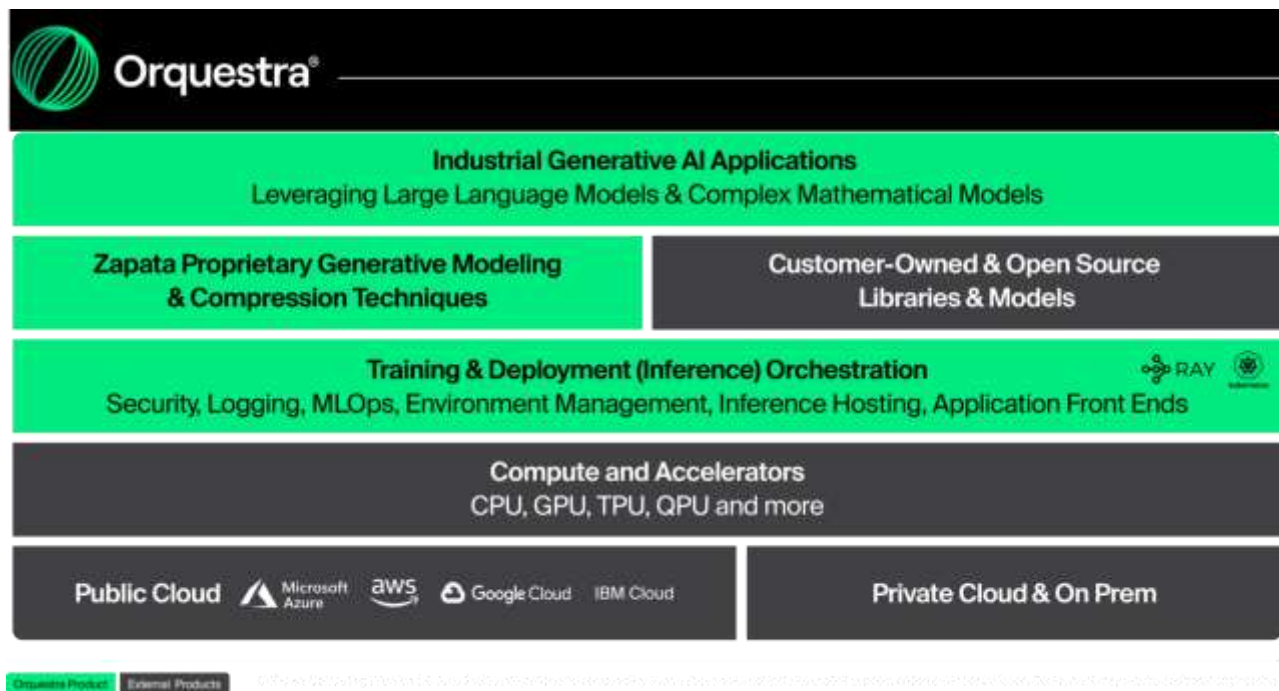 Orquestra®
Industrial Generative AI Applications
Leveraging Large Language Models & Complex Mathematical Models
Zapata Proprietary Generative Modeling
& Compression Techniques
Customer-Owned & Open Source
Libraries & Models
Training & Deployment (Inference) Orchestration
RAY
Security, Logging, MLOps, Environment Management, Inference Hosting, Application Front Ends
Compute and Accelerators
CPU, GPU, TPU, QPU and more
Public Cloud
Microsoft
Azure
aws
Google Cloud
IBM Cloud
Private Cloud & On Prem
Orquestra Product
External Products